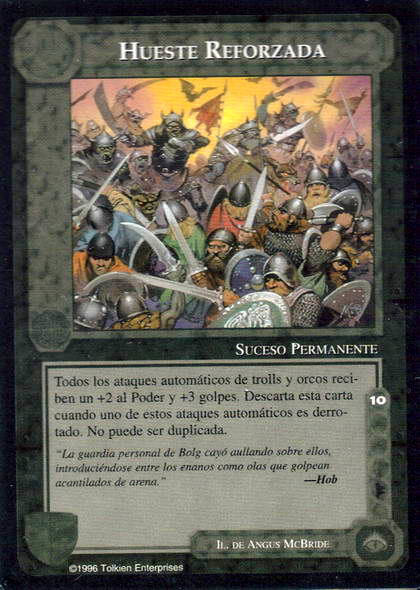 HUESTE REFORZADA
SUCESO PERMANENTE
Todos los ataques automáticos de trolls y orcos reci-
ben un +2 al Poder y +3 golpes. Descarta esta carta
cuando uno de estos ataques automáticos es derro-
tado. No puede ser duplicada.
10
"La guardia personal de Bolg cayó aullando sobre ellos,
introduciéndose entre los enanos como olas que golpean
acantilados de arena." —Hob
IL. DE ANGUS MCBRIDE
©1996 Tolkien Enterprises